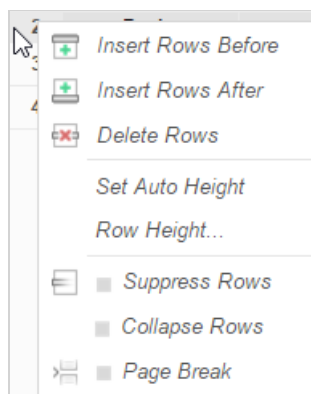 Insert Rows Before
Insert Rows After
Delete Rows
Set Auto Height
Row Height...
Suppress Rows
Collapse Rows
Page Break